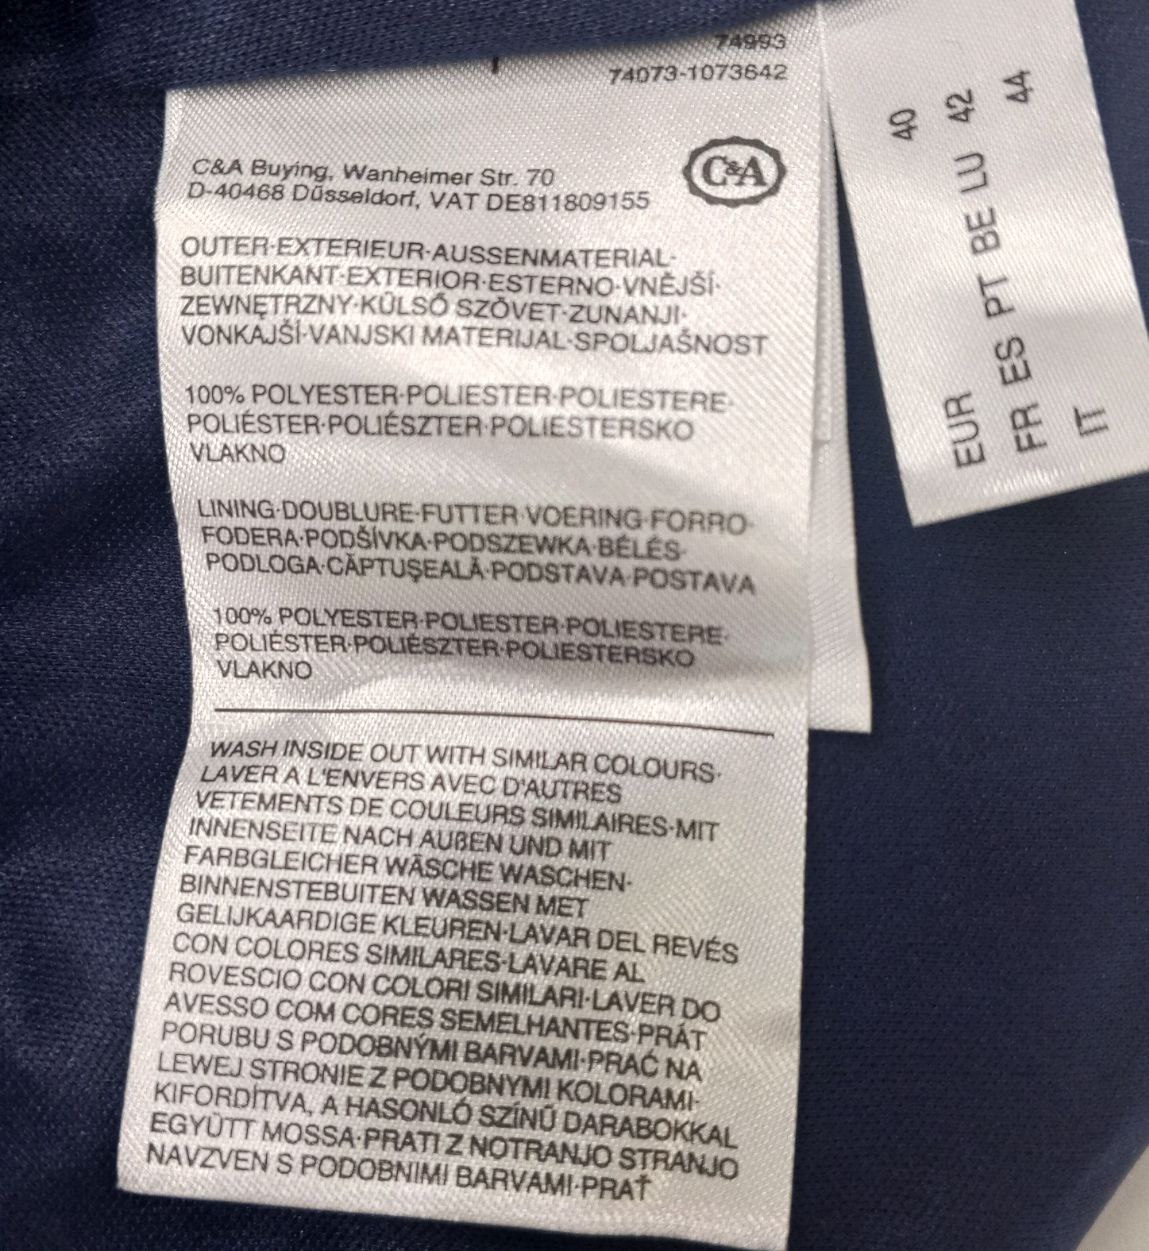 74993
74073-1073642
C&A Buying, Wanheimer Str. 70
D-40468 Düsseldorf, VAT DE811809155
C&A
OUTER·EXTERIEUR·AUSSENMATERIAL·
BUITENKANT·EXTERIOR·ESTERNO·VNĚJŠÍ·
ZEWNĘTRZNY·KÜLSŐ SZÖVET·ZUNANJI·
VONKAJŠÍ·VANJSKI MATERIJAL·SPOLJAŠNOST
100% POLYESTER·POLIESTER·POLIESTERE·
POLIÉSTER·POLIÉSZTER·POLIESTERSKO
VLAKNO
LINING·DOUBLURE·FUTTER·VOERING·FORRO·
FODERA·PODŠÍVKA·PODSZEWKA·BÉLÉS·
PODLOGA·CĂPTUŞEALĂ·PODSTAVA·POSTAVA
100% POLYESTER·POLIESTER·POLIESTERE·
POLIÉSTER·POLIÉSZTER·POLIESTERSKO
VLAKNO
WASH INSIDE OUT WITH SIMILAR COLOURS·
LAVER A L'ENVERS AVEC D'AUTRES
VETEMENTS DE COULEURS SIMILAIRES·MIT
INNENSEITE NACH AUßEN UND MIT
FARBGLEICHER WÄSCHE WASCHEN·
BINNENSTEBUITEN WASSEN MET
GELIJKAARDIGE KLEUREN·LAVAR DEL REVÉS
CON COLORES SIMILARES·LAVARE AL
ROVESCIO CON COLORI SIMILARI·LAVER DO
AVESSO COM CORES SEMELHANTES·PRÁT
PORUBU S PODOBNÝMI BARVAMI·PRAĆ NA
LEWEJ STRONIE Z PODOBNYMI KOLORAMI·
KIFORDÍTVA, A HASONLÓ SZÍNŰ DARABOKKAL
EGYÜTT MOSSA·PRATI Z NOTRANJO STRANJO
NAVZVEN S PODOBNIMI BARVAMI·PRAŤ
EUR 40
FR ES PT BE LU 42
IT 44